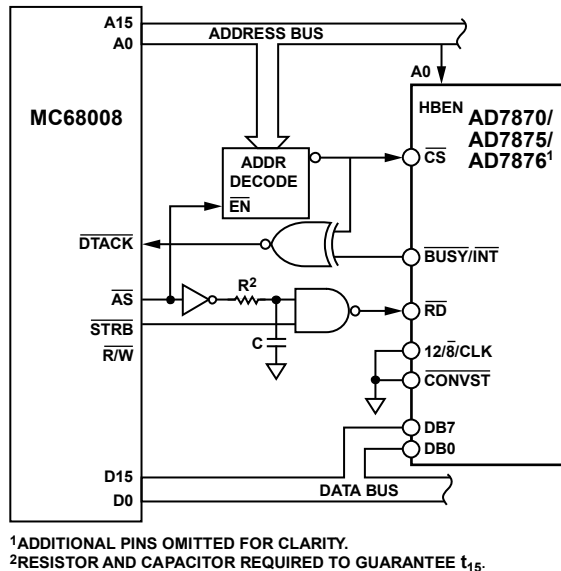 A15
A0
ADDRESS BUS
A0
MC68008
HBEN
AD7870/
AD7875/
AD7876¹
ADDR
DECODE
EN
CS
DTACK
BUSY/INT
AS
R²
RD
STRB
R/W
C
12/8/CLK
CONVST
DB7
DB0
D15
D0
DATA BUS
¹ADDITIONAL PINS OMITTED FOR CLARITY.
²RESISTOR AND CAPACITOR REQUIRED TO GUARANTEE t₁₅.